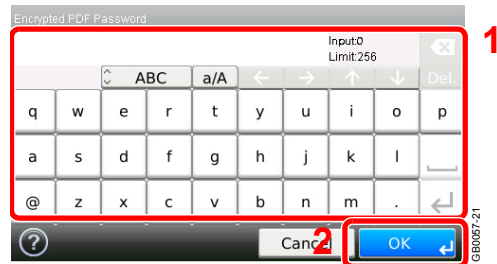 Encrypted PDF Password
1
Input:0
Limit:256
ABC a/A ← → ↑ ↓ Del.
q w e r t y u i o p
a s d f g h j k l
@ z x c v b n m .
? Cancel 2 OK
GB0057-21